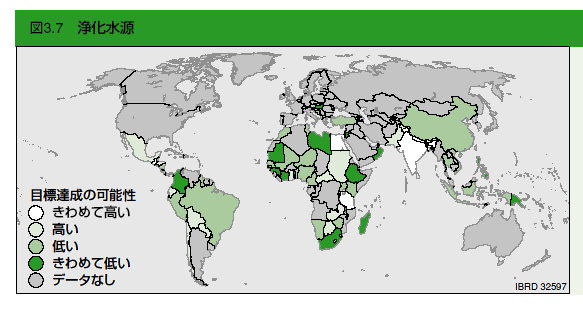 図3.7 浄化水源
目標達成の可能性
きわめて高い
高い
低い
きわめて低い
データなし
IBRD 32597